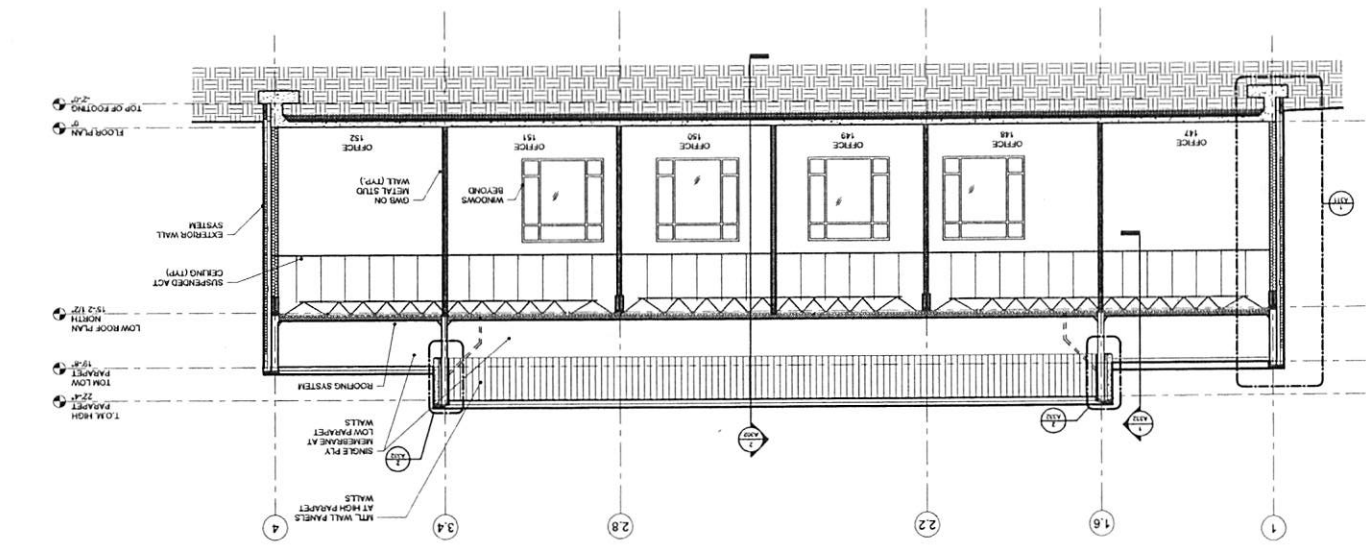 1
1.6
2.2
2.8
3.4
4
MTL. WALL PANELS
AT HIGH PARAPET
WALLS
SINGLE PLY
MEMEBRANE AT
LOW PARAPET
WALLS
ROOFING SYSTEM
T.O.M. HIGH
PARAPET
22'-4"
TOM LOW
PARAPET
19'-8"
LOW ROOF PLAN
NORTH
15'-2 1/2"
SUSPENDED ACT
CEILING (TYP)
EXTERIOR WALL
SYSTEM
WINDOWS
BEYOND
GWB ON
METAL STUD
WALL (TYP.)
1
A311
OFFICE
147
OFFICE
148
OFFICE
149
OFFICE
150
OFFICE
151
OFFICE
152
FLOOR PLAN
0"
TOP OF FOOTING
-2'-0"